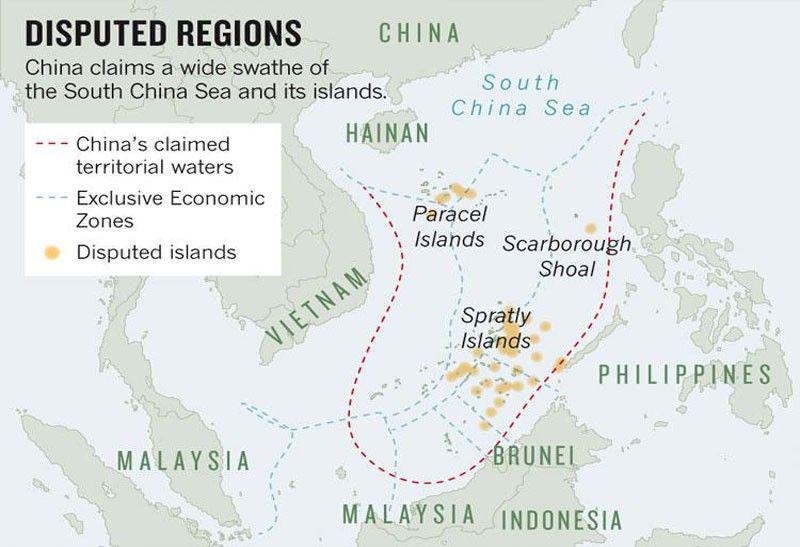 DISPUTED REGIONS
China claims a wide swathe of
the South China Sea and its islands.
China's claimed
territorial waters
Exclusive Economic
Zones
Disputed islands
CHINA
South
China Sea
HAINAN
Paracel
Islands
Scarborough
Shoal
VIETNAM
Spratly
Islands
PHILIPPINES
MALAYSIA
BRUNEI
MALAYSIA
INDONESIA